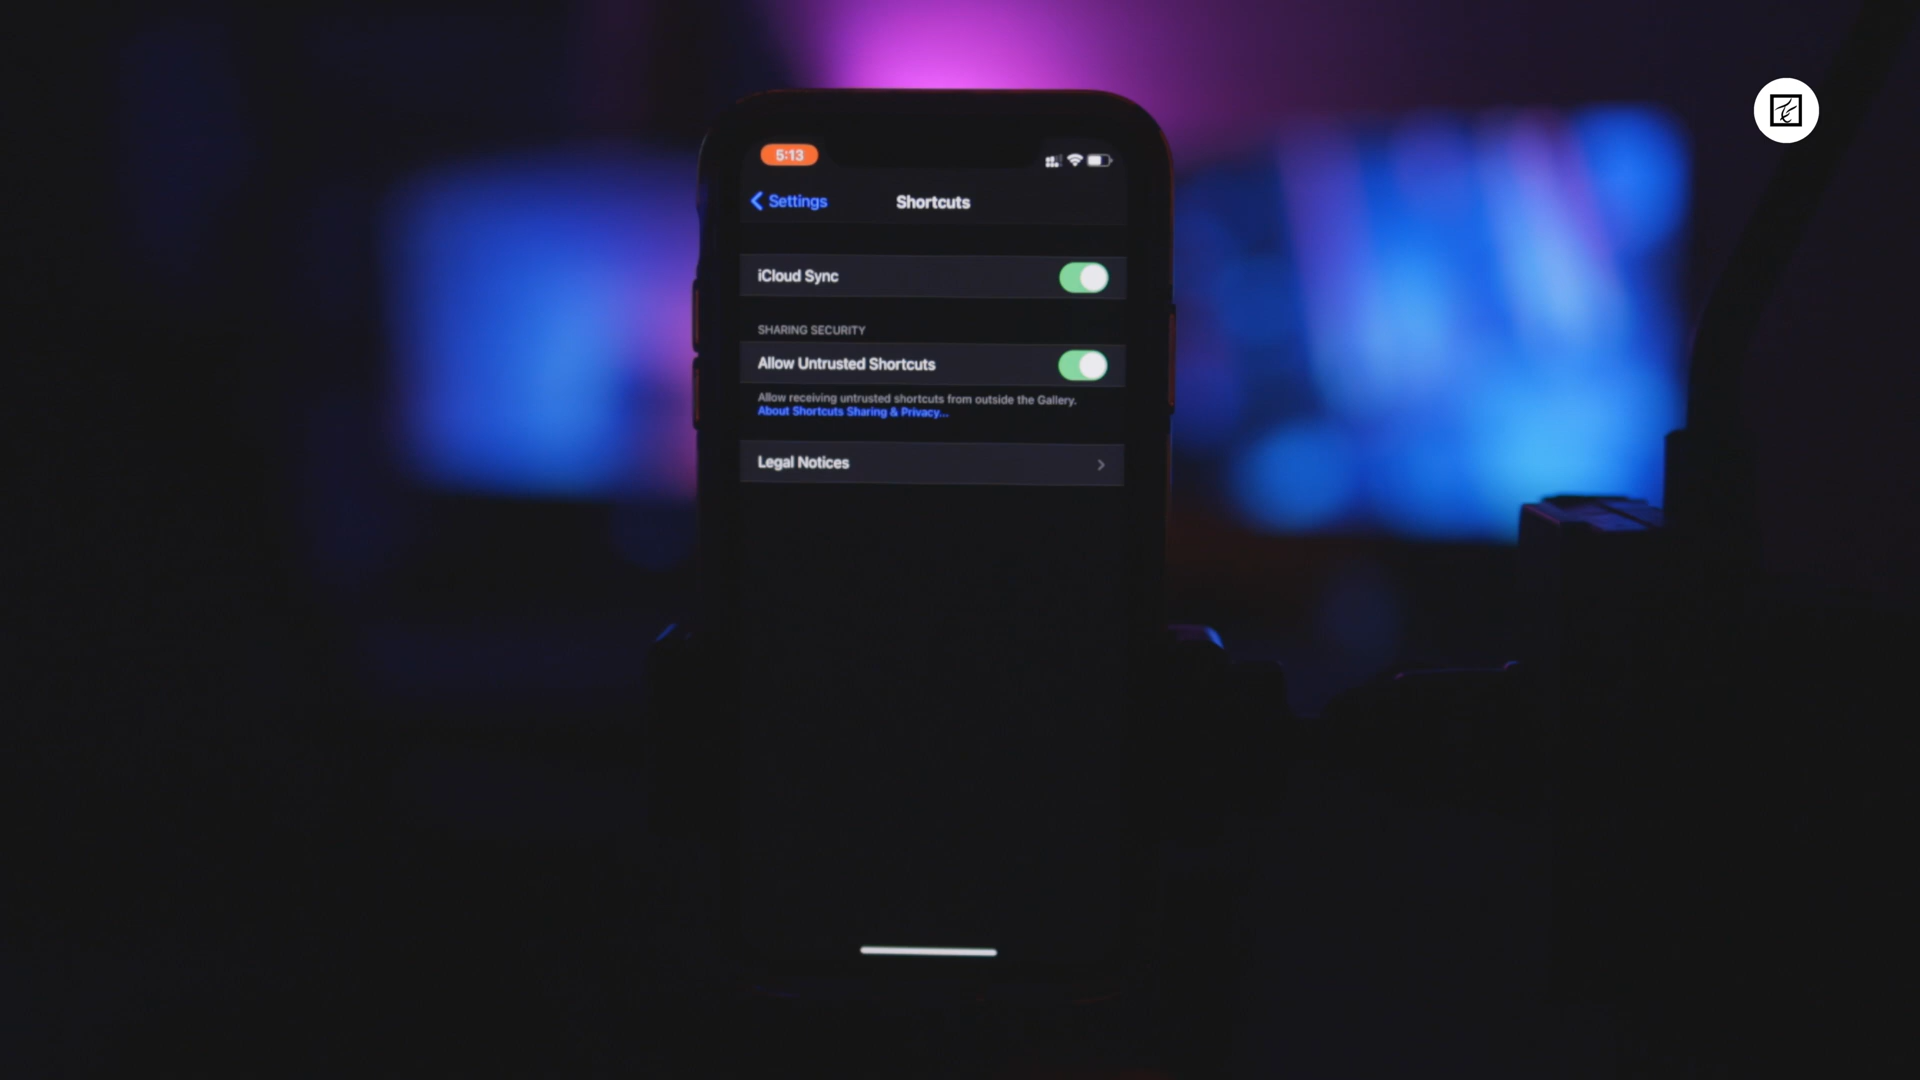 5:13
Settings
Shortcuts
iCloud Sync
SHARING SECURITY
Allow Untrusted Shortcuts
Allow receiving untrusted shortcuts from outside the Gallery.
About Shortcuts Sharing & Privacy...
Legal Notices